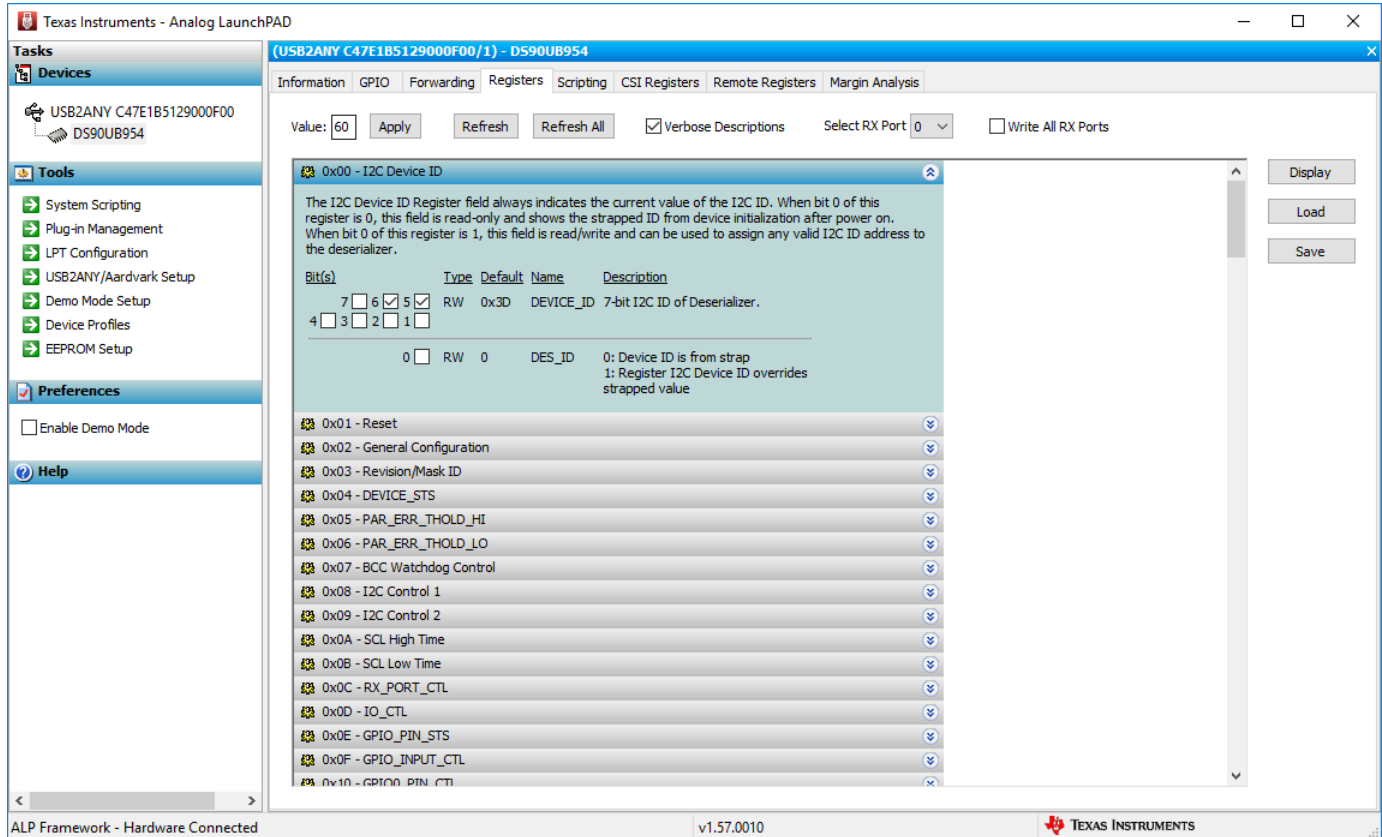 Texas Instruments - Analog LaunchPAD
Tasks
Devices
USB2ANY C47E1B5129000F00
DS90UB954
Tools
System Scripting
Plug-in Management
LPT Configuration
USB2ANY/Aardvark Setup
Demo Mode Setup
Device Profiles
EEPROM Setup
Preferences
Enable Demo Mode
Help
(USB2ANY C47E1B5129000F00/1) - DS90UB954
Information GPIO Forwarding Registers Scripting CSI Registers Remote Registers Margin Analysis
Value: 60 Apply Refresh Refresh All Verbose Descriptions Select RX Port 0 Write All RX Ports
0x00 - I2C Device ID
The I2C Device ID Register field always indicates the current value of the I2C ID. When bit 0 of this
register is 0, this field is read-only and shows the strapped ID from device initialization after power on.
When bit 0 of this register is 1, this field is read/write and can be used to assign any valid I2C ID address to
the deserializer.
Bit(s) Type Default Name Description
7 6 5 RW 0x3D DEVICE_ID 7-bit I2C ID of Deserializer.
4 3 2 1
0 RW 0 DES_ID 0: Device ID is from strap
1: Register I2C Device ID overrides
strapped value
0x01 - Reset
0x02 - General Configuration
0x03 - Revision/Mask ID
0x04 - DEVICE_STS
0x05 - PAR_ERR_THOLD_HI
0x06 - PAR_ERR_THOLD_LO
0x07 - BCC Watchdog Control
0x08 - I2C Control 1
0x09 - I2C Control 2
0x0A - SCL High Time
0x0B - SCL Low Time
0x0C - RX_PORT_CTL
0x0D - IO_CTL
0x0E - GPIO_PIN_STS
0x0F - GPIO_INPUT_CTL
0x10 - GPIO0_PIN_CTL
Display
Load
Save
ALP Framework - Hardware Connected
v1.57.0010
TEXAS INSTRUMENTS